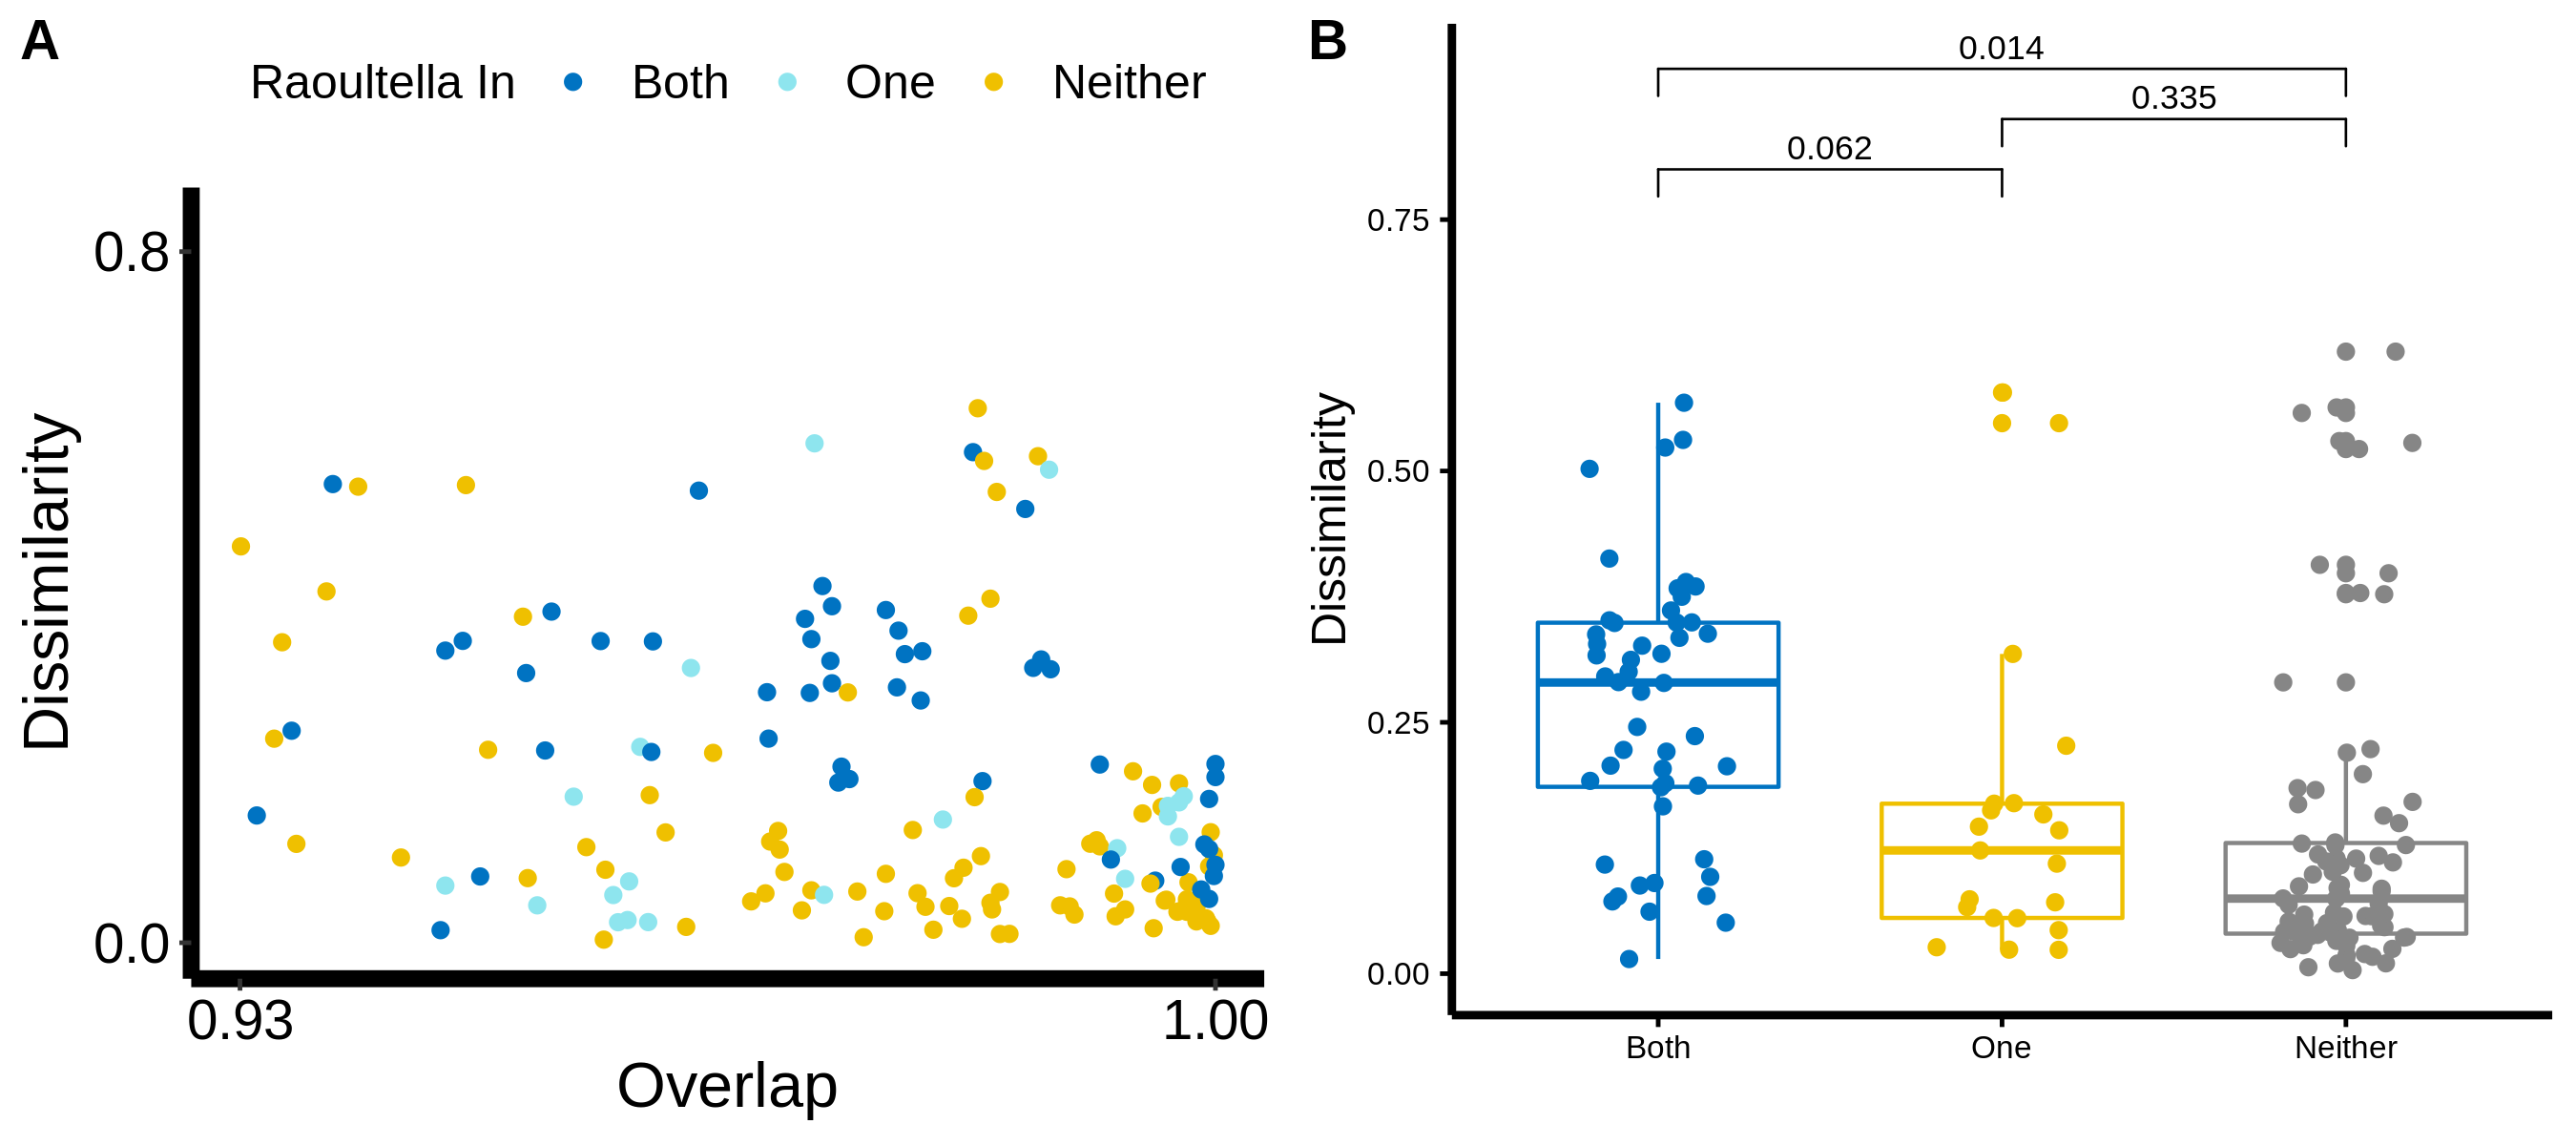 A
Raoultella In Both One Neither
0.8
0.0
Dissimilarity
0.93 1.00
Overlap
B
0.014
0.335
0.062
0.75
0.50
0.25
0.00
Dissimilarity
Both One Neither